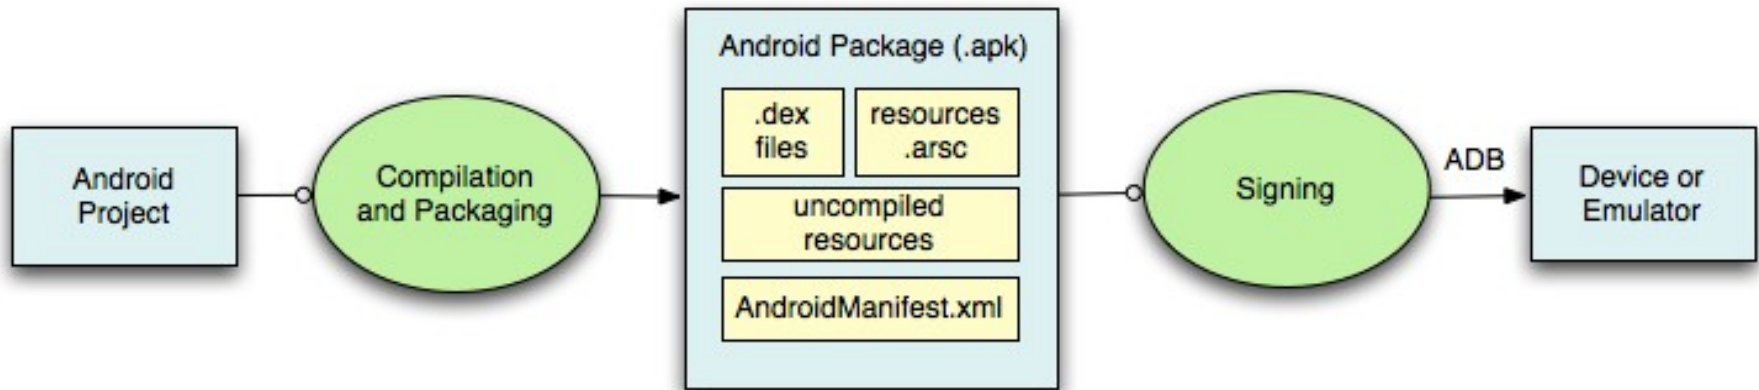 Android Package (.apk)
.dex
files
resources
.arsc
uncompiled
resources
AndroidManifest.xml
Android
Project
Compilation
and Packaging
Signing
ADB
Device or
Emulator